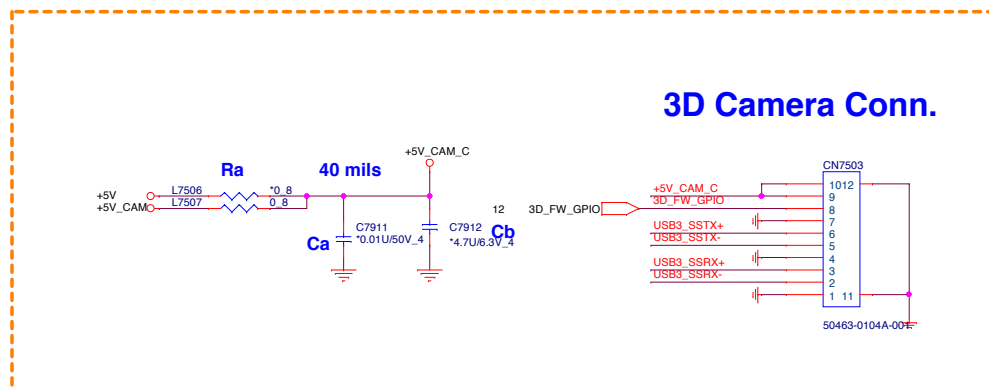 3D Camera Conn.
+5V_CAM_C
CN7503
Ra
40 mils
+5V
L7506
*0_8
+5V_CAM
L7507
0_8
+5V_CAM_C
3D_FW_GPIO
10 12
9
8
7
6
5
4
3
2
1 11
12
3D_FW_GPIO
C7911
*0.01U/50V_4
Ca
C7912
*4.7U/6.3V_4
Cb
USB3_SSTX+
USB3_SSTX-
USB3_SSRX+
USB3_SSRX-
50463-0104A-001